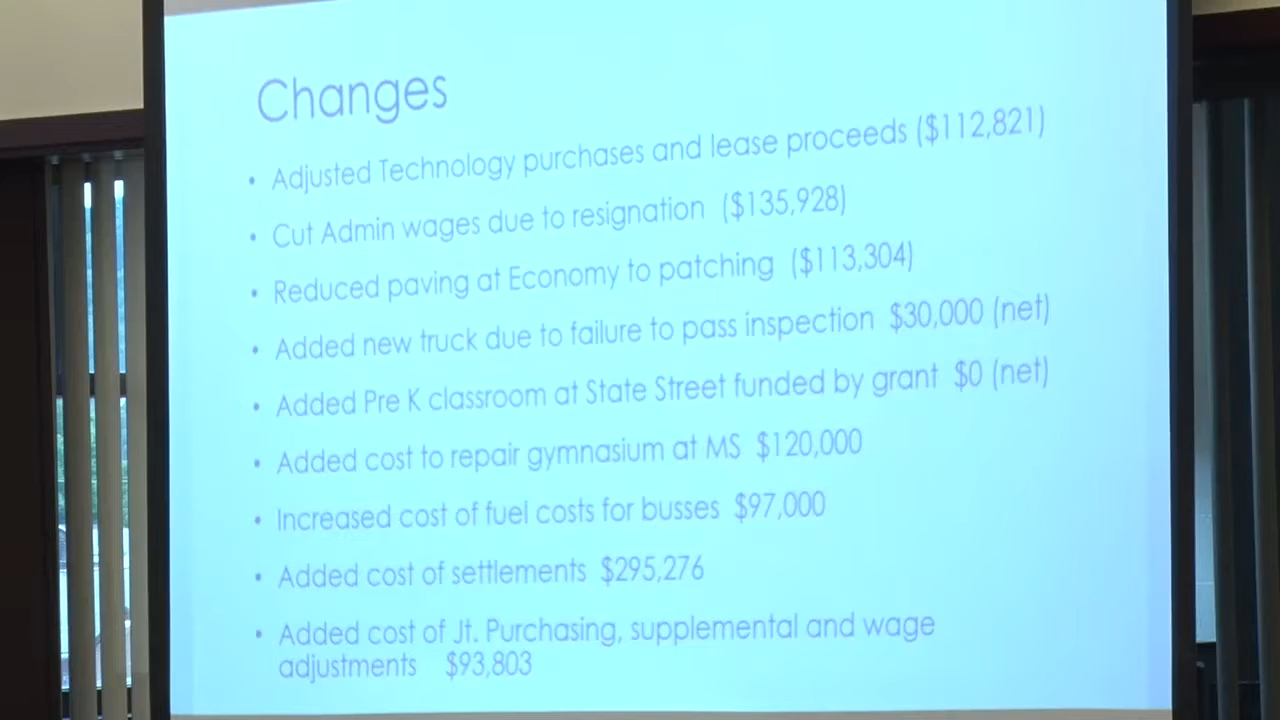 Changes
• Adjusted Technology purchases and lease proceeds ($112,821)
• Cut Admin wages due to resignation ($135,928)
• Reduced paving at Economy to patching ($113,304)
• Added new truck due to failure to pass inspection $30,000 (net)
• Added Pre K classroom at State Street funded by grant $0 (net)
• Added cost to repair gymnasium at MS $120,000
• Increased cost of fuel costs for busses $97,000
• Added cost of settlements $295,276
• Added cost of Jt. Purchasing, supplemental and wage
adjustments $93,803